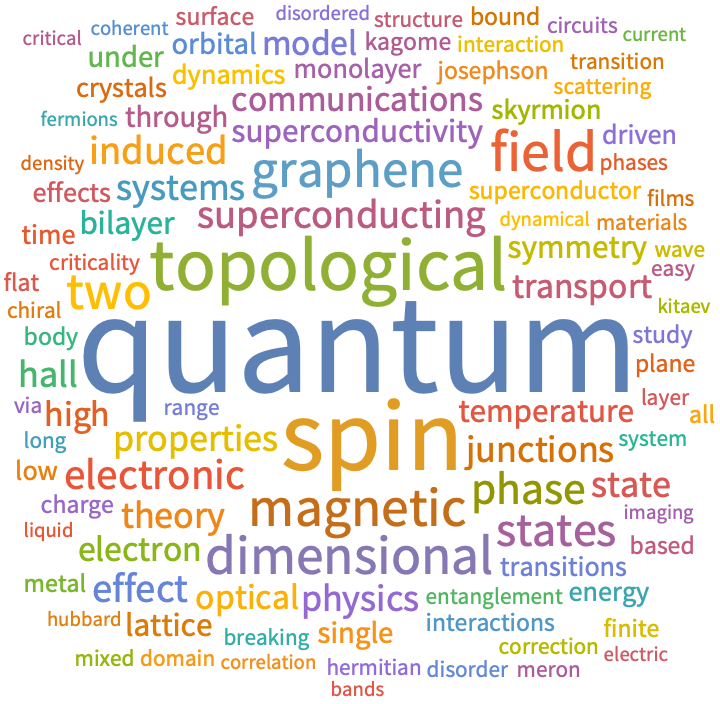 surface disordered structure bound circuits
critical coherent orbital model kagome interaction current
under dynamics monolayer josephson transition
crystals communications skyrmion scattering
fermions through superconductivity field driven
density induced graphene phases
effects systems superconductor films
time bilayer superconducting dynamical materials
criticality topological symmetry wave
flat two transport easy
chiral quantum kitaev
body study
hall plane
via high range spin temperature layer all
long properties junctions system
low electronic phase state
charge theory magnetic states imaging
liquid electron dimensional based
metal effect optical physics transitions
entanglement energy
hubbard lattice breaking single interactions finite
mixed domain correlation hermitian disorder correction meron electric
bands